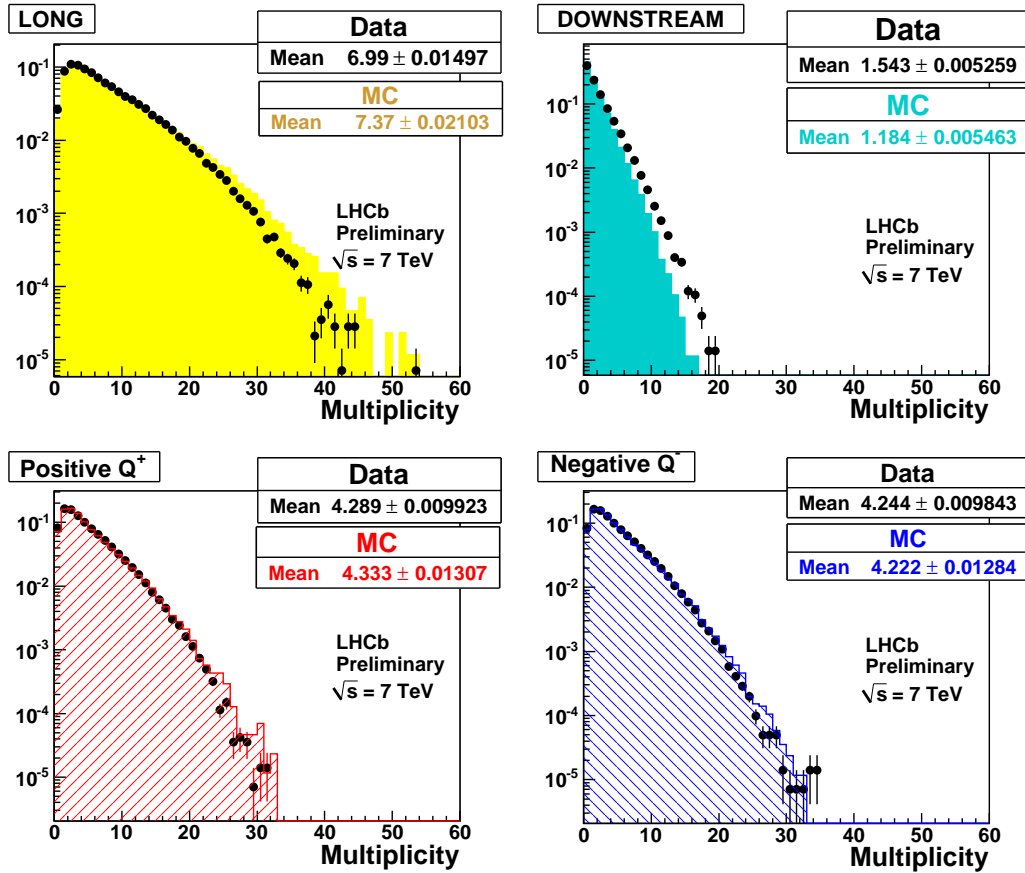 LONG
Data
Mean 6.99 ± 0.01497
MC
Mean 7.37 ± 0.02103
LHCb
Preliminary
√s = 7 TeV
10⁻¹
10⁻²
10⁻³
10⁻⁴
10⁻⁵
0 10 20 30 40 50 60
Multiplicity
DOWNSTREAM
Data
Mean 1.543 ± 0.005259
MC
Mean 1.184 ± 0.005463
LHCb
Preliminary
√s = 7 TeV
10⁻¹
10⁻²
10⁻³
10⁻⁴
10⁻⁵
0 10 20 30 40 50 60
Multiplicity
Positive Q⁺
Data
Mean 4.289 ± 0.009923
MC
Mean 4.333 ± 0.01307
LHCb
Preliminary
√s = 7 TeV
10⁻¹
10⁻²
10⁻³
10⁻⁴
10⁻⁵
0 10 20 30 40 50 60
Multiplicity
Negative Q⁻
Data
Mean 4.244 ± 0.009843
MC
Mean 4.222 ± 0.01284
LHCb
Preliminary
√s = 7 TeV
10⁻¹
10⁻²
10⁻³
10⁻⁴
10⁻⁵
0 10 20 30 40 50 60
Multiplicity